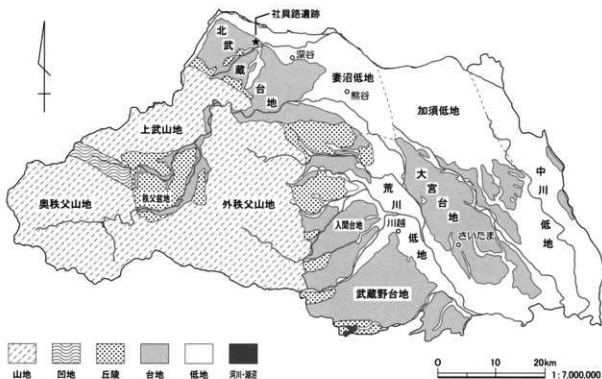 社具路遺跡
北武蔵台地
深谷
妻沼低地
熊谷
加須低地
上武山地
奥秩父山地
秩父盆地
外秩父山地
大宮台地
中川低地
荒川低地
入間台地
川越
さいたま
武蔵野台地
山地
凹地
丘陵
台地
低地
河川・湖沼
0 10 20km
1:7,000,000